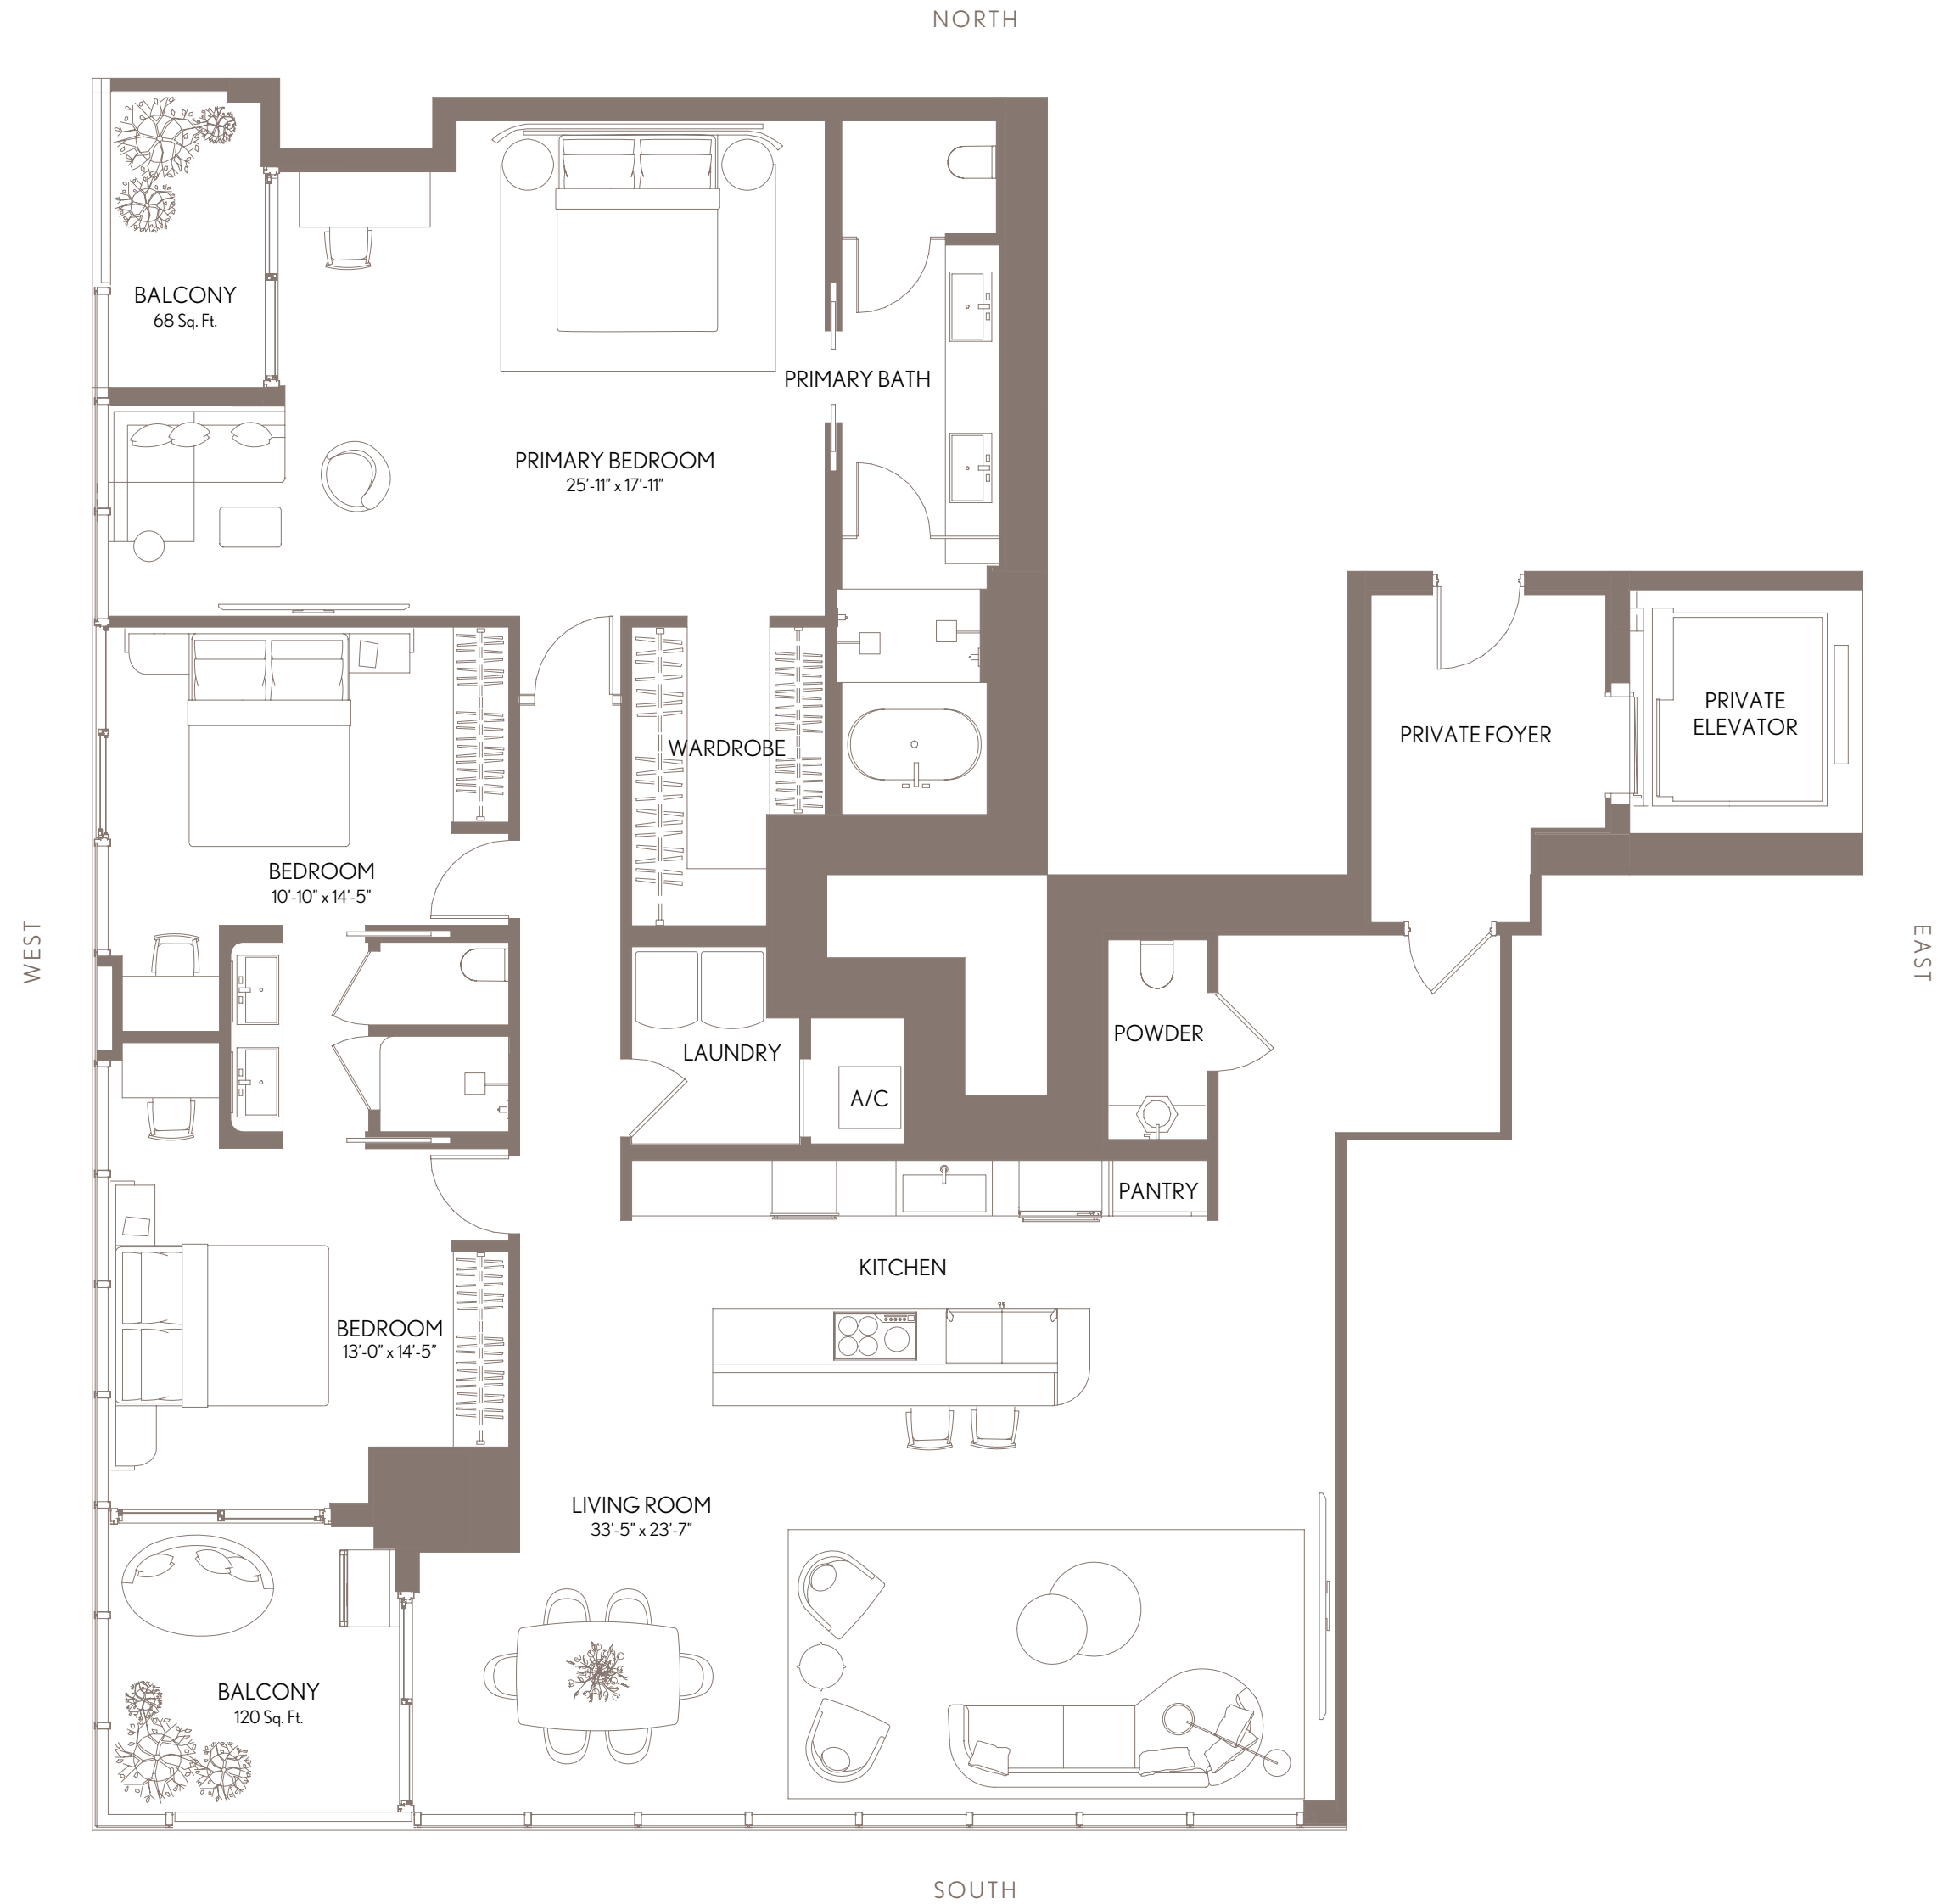 NORTH
BALCONY
68 Sq. Ft.
PRIMARY BATH
PRIMARY BEDROOM
25'-11" x 17'-11"
PRIVATE
ELEVATOR
PRIVATE FOYER
WARDROBE
BEDROOM
10'-10" x 14'-5"
WEST
EAST
POWDER
LAUNDRY
A/C
PANTRY
KITCHEN
BEDROOM
13'-0" x 14'-5"
LIVING ROOM
33'-5" x 23'-7"
BALCONY
120 Sq. Ft.
SOUTH